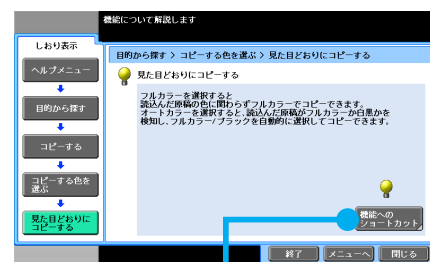 機能について解説します
しおり表示
ヘルプメニュー
目的から探す
コピーする
コピーする色を
選ぶ
見た目どおりに
コピーする
目的から探す > コピーする色を選ぶ > 見た目どおりにコピーする
見た目どおりにコピーする
フルカラーを選択すると
読込んだ原稿の色に関わらずフルカラーでコピーできます。
オートカラーを選択すると、読込んだ原稿がフルカラーか白黒かを
検知し、フルカラー/ブラックを自動的に選択してコピーできます。
機能への
ショートカット
終了
メニューへ
閉じる